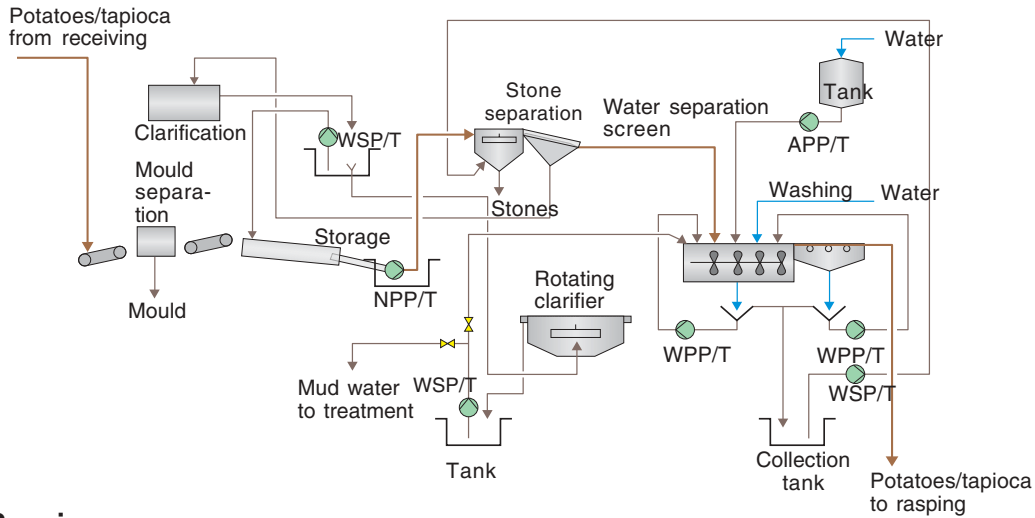 Potatoes/tapioca
from receiving
Water
Tank
Stone
separation
Water separation
screen
Clarification
WSP/T
APP/T
Mould
separa-
tion
Washing
Water
Stones
Storage
NPP/T
Rotating
clarifier
Mould
WPP/T
WPP/T
Mud water
to treatment
WSP/T
WSP/T
Tank
Collection
tank
Potatoes/tapioca
to rasping